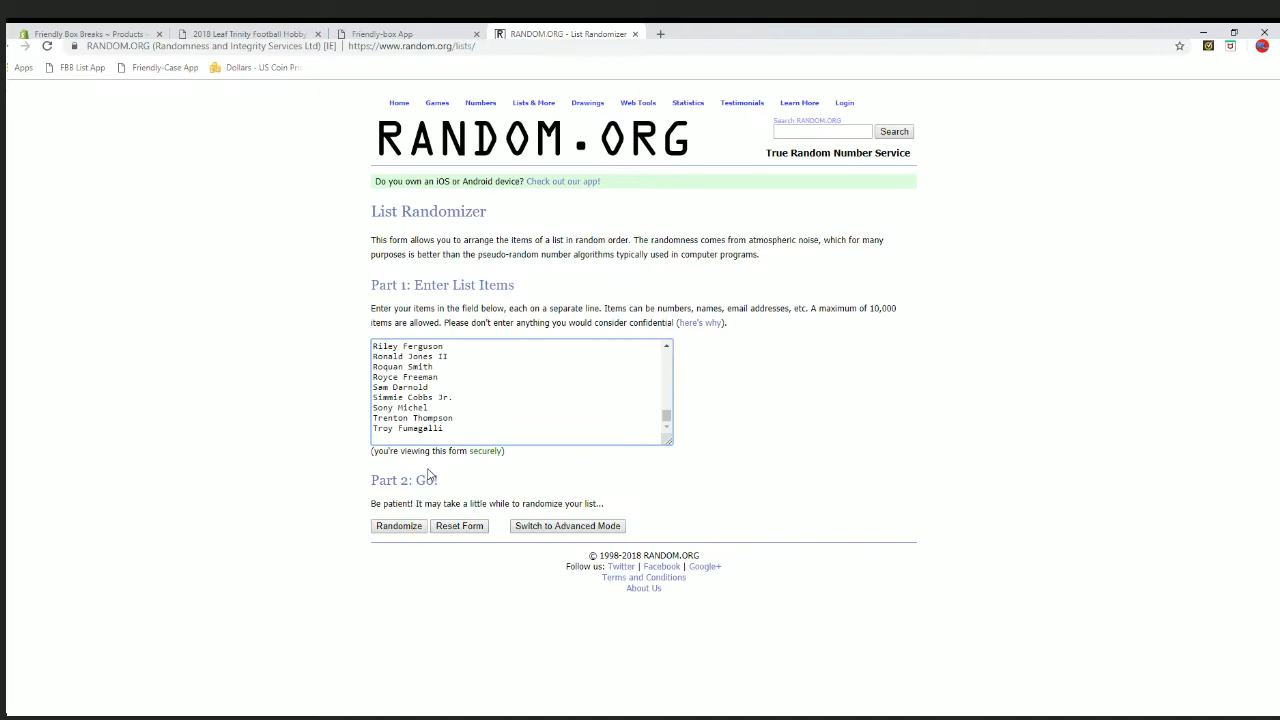 Friendly Box Breaks ~ Products ~
2018 Leaf Trinity Football Hobby
Friendly-box App
RANDOM.ORG - List Randomizer
RANDOM.ORG (Randomness and Integrity Services Ltd) [IE] | https://www.random.org/lists/
Apps FBB List App Friendly-Case App Dollars - US Coin Pri
Home Games Numbers Lists & More Drawings Web Tools Statistics Testimonials Learn More Login
RANDOM.ORG
Search RANDOM.ORG
Search
True Random Number Service
Do you own an iOS or Android device? Check out our app!
List Randomizer
This form allows you to arrange the items of a list in random order. The randomness comes from atmospheric noise, which for many
purposes is better than the pseudo-random number algorithms typically used in computer programs.
Part 1: Enter List Items
Enter your items in the field below, each on a separate line. Items can be numbers, names, email addresses, etc. A maximum of 10,000
items are allowed. Please don't enter anything you would consider confidential (here's why).
Riley Ferguson
Ronald Jones II
Roquan Smith
Royce Freeman
Sam Darnold
Simmie Cobbs Jr.
Sony Michel
Trenton Thompson
Troy Fumagalli
(you're viewing this form securely)
Part 2: Go!
Be patient! It may take a little while to randomize your list...
Randomize Reset Form Switch to Advanced Mode
© 1998-2018 RANDOM.ORG
Follow us: Twitter | Facebook | Google+
Terms and Conditions
About Us